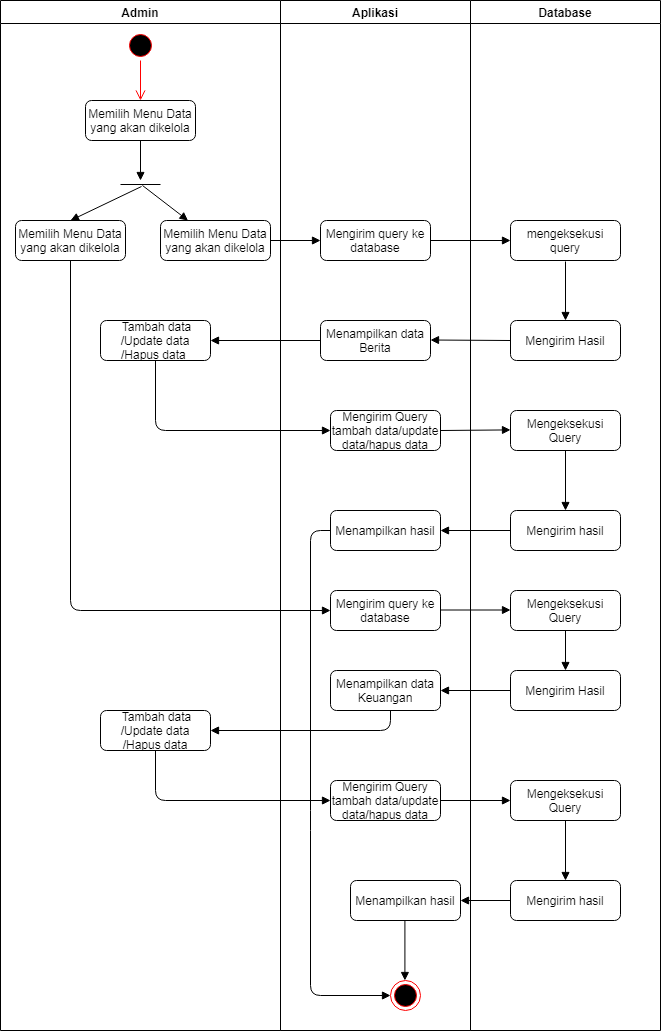 Admin
Aplikasi
Database
Memilih Menu Data
yang akan dikelola
Memilih Menu Data
yang akan dikelola
Memilih Menu Data
yang akan dikelola
Mengirim query ke
database
mengeksekusi
query
Tambah data
/Update data
/Hapus data
Menampilkan data
Berita
Mengirim Hasil
Mengirim Query
tambah data/update
data/hapus data
Mengeksekusi
Query
Menampilkan hasil
Mengirim hasil
Mengirim query ke
database
Mengeksekusi
Query
Menampilkan data
Keuangan
Mengirim Hasil
Tambah data
/Update data
/Hapus data
Mengirim Query
tambah data/update
data/hapus data
Mengeksekusi
Query
Menampilkan hasil
Mengirim hasil